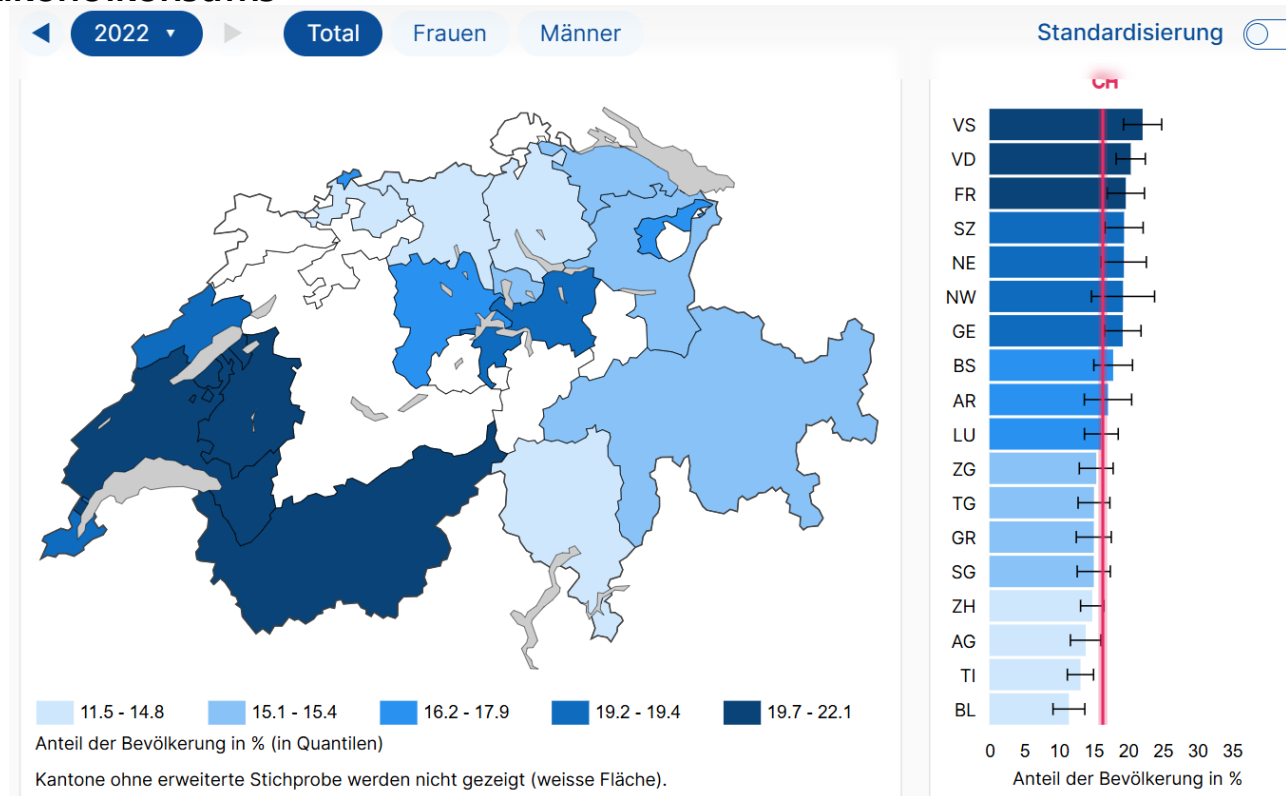 2022 Total Frauen Männer Standardisierung
CH
VS
VD
FR
SZ
NE
NW
GE
BS
AR
LU
ZG
TG
GR
SG
ZH
AG
TI
BL
0 5 10 15 20 25 30 35
Anteil der Bevölkerung in %
11.5 - 14.8 15.1 - 15.4 16.2 - 17.9 19.2 - 19.4 19.7 - 22.1
Anteil der Bevölkerung in % (in Quantilen)
Kantone ohne erweiterte Stichprobe werden nicht gezeigt (weisse Fläche).